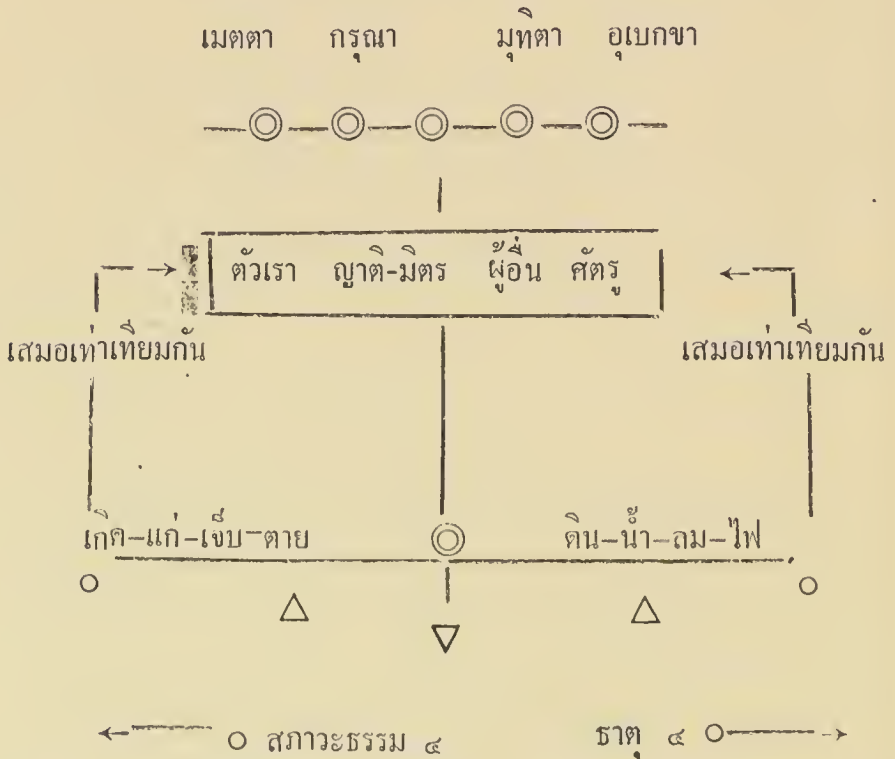 เมตตา กรุณา มุทิตา อุเบกขา
ตัวเรา ญาติ-มิตร ผู้อื่น ศัตรู
เสมอเท่าเทียมกัน เสมอเท่าเทียมกัน
เกิด-แก่-เจ็บ-ตาย ดิน-น้ำ-ลม-ไฟ
สภาวะธรรม ๔ ธาตุ ๔